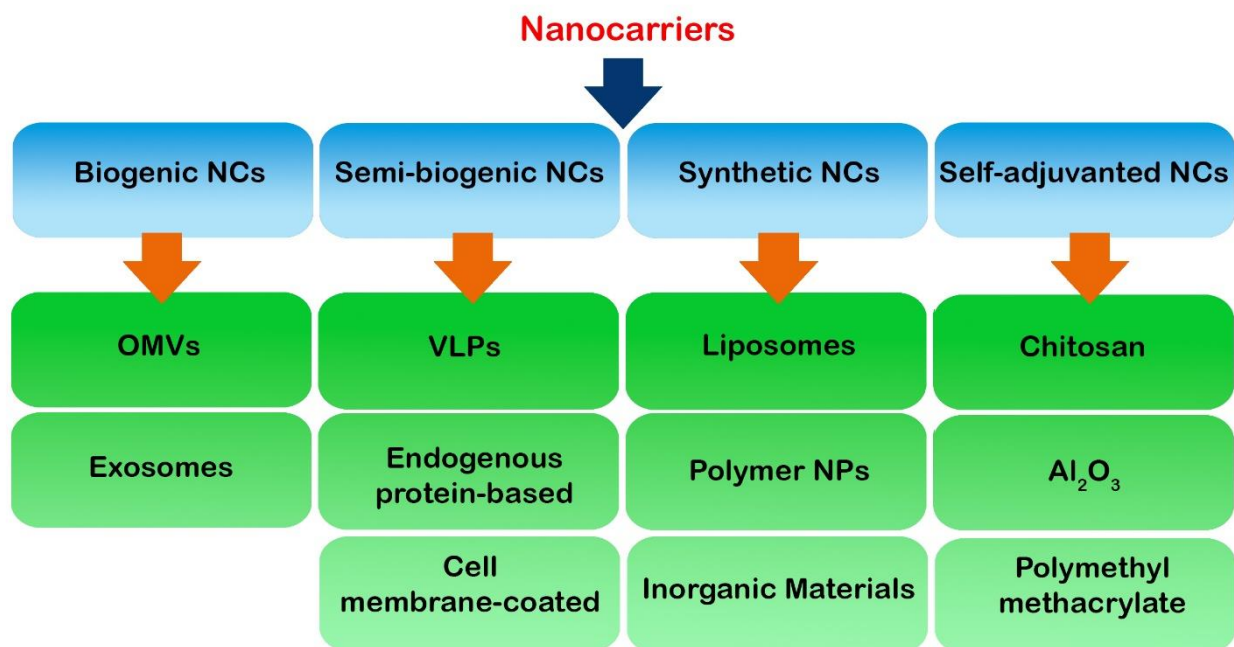 Nanocarriers
Biogenic NCs
Semi-biogenic NCs
Synthetic NCs
Self-adjuvanted NCs
OMVs
VLPs
Liposomes
Chitosan
Exosomes
Endogenous
protein-based
Polymer NPs
Al₂O₃
Cell
membrane-coated
Inorganic Materials
Polymethyl
methacrylate